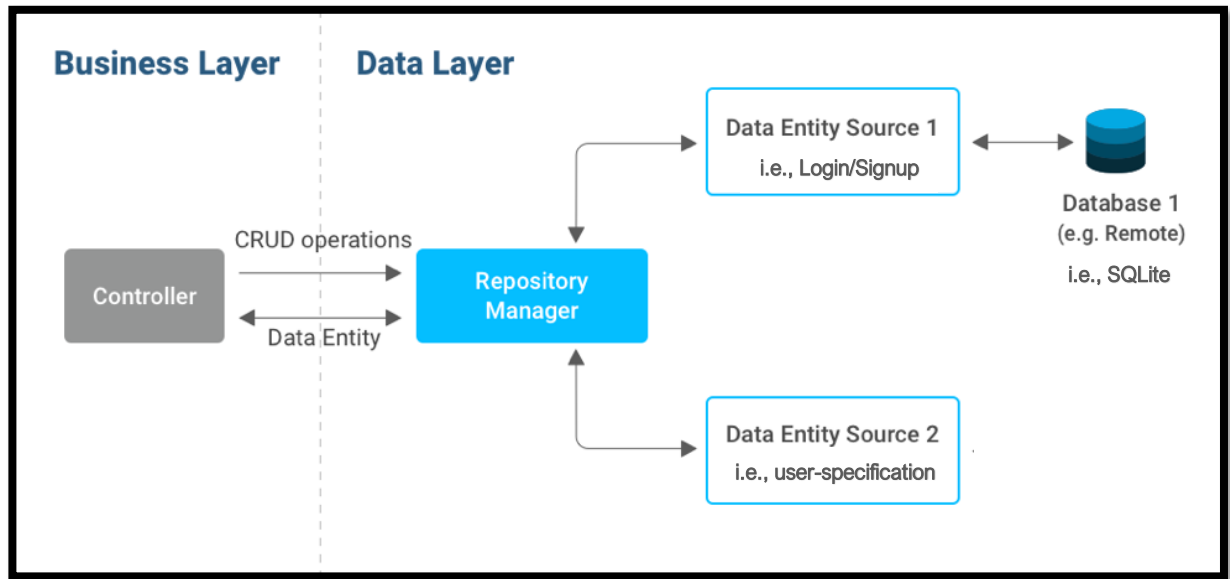 Business Layer
Data Layer
Data Entity Source 1
i.e., Login/Signup
Database 1
(e.g. Remote)
i.e., SQLite
CRUD operations
Controller
Repository
Manager
Data Entity
Data Entity Source 2
i.e., user-specification